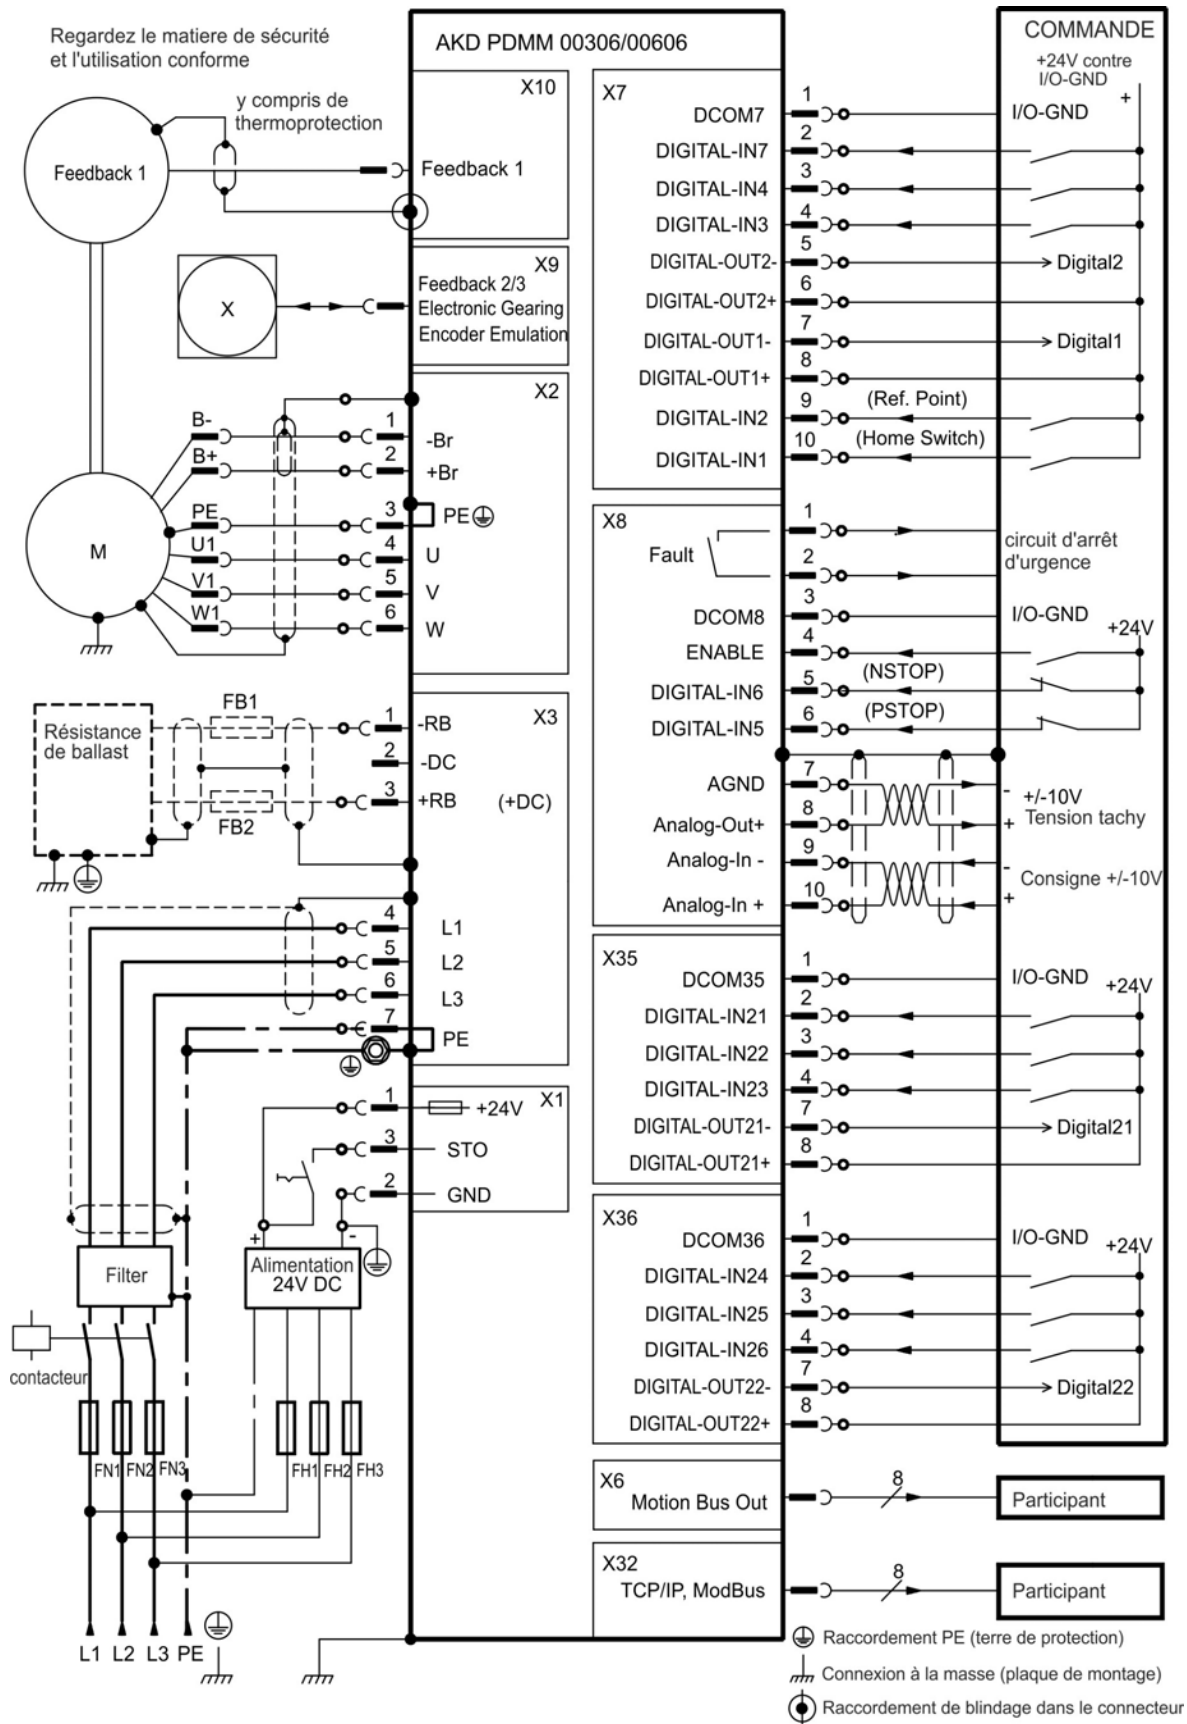 Regardez le matiere de sécurité
et l'utilisation conforme
AKD PDMM 00306/00606
COMMANDE
+24V contre
I/O-GND
+
y compris de
thermoprotection
Feedback 1
X10
Feedback 1
X
X9
Feedback 2/3
Electronic Gearing
Encoder Emulation
M
X2
B- 1 -Br
B+ 2 +Br
PE 3 PE
U1 4 U
V1 5 V
W1 6 W
Résistance
de ballast
FB1
FB2
X3
1 -RB
2 -DC
3 +RB (+DC)
4 L1
5 L2
6 L3
7 PE
X1
1 +24V
3 STO
2 GND
+ -
Alimentation
24V DC
Filter
contacteur
FN1 FN2 FN3 FH1 FH2 FH3
L1 L2 L3 PE
X7
DCOM7 1 I/O-GND
DIGITAL-IN7 2
DIGITAL-IN4 3
DIGITAL-IN3 4
DIGITAL-OUT2- 5 Digital2
DIGITAL-OUT2+ 6
DIGITAL-OUT1- 7 Digital1
DIGITAL-OUT1+ 8
DIGITAL-IN2 9 (Ref. Point)
DIGITAL-IN1 10 (Home Switch)
X8
Fault 1
2
circuit d'arrêt
d'urgence
DCOM8 3 I/O-GND
+24V
ENABLE 4
DIGITAL-IN6 5 (NSTOP)
DIGITAL-IN5 6 (PSTOP)
AGND 7 -
+/-10V
Tension tachy
Analog-Out+ 8 +
Analog-In - 9 -
Consigne +/-10V
Analog-In + 10 +
X35
DCOM35 1 I/O-GND +24V
DIGITAL-IN21 2
DIGITAL-IN22 3
DIGITAL-IN23 4
DIGITAL-OUT21- 7 Digital21
DIGITAL-OUT21+ 8
X36
DCOM36 1 I/O-GND +24V
DIGITAL-IN24 2
DIGITAL-IN25 3
DIGITAL-IN26 4
DIGITAL-OUT22- 7 Digital22
DIGITAL-OUT22+ 8
X6
Motion Bus Out 8 Participant
X32
TCP/IP, ModBus 8 Participant
Raccordement PE (terre de protection)
Connexion à la masse (plaque de montage)
Raccordement de blindage dans le connecteur